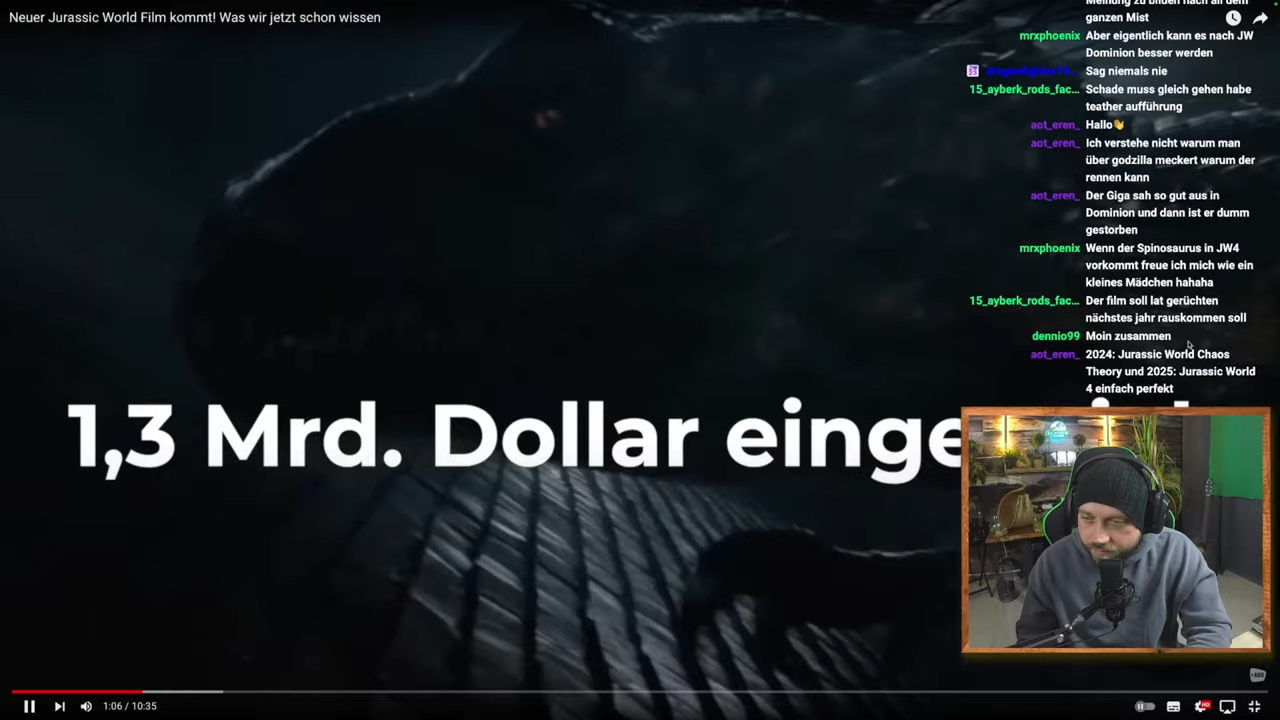 Neuer Jurassic World Film kommt! Was wir jetzt schon wissen
ganzen Mist
mrxphoenix Aber eigentlich kann es nach JW
Dominion besser werden
Sag niemals nie
15_ayberk_rods_fac... Schade muss gleich gehen habe
teather aufführung
aot_eren_ Hallo👋
aot_eren_ Ich verstehe nicht warum man
über godzilla meckert warum der
rennen kann
aot_eren_ Der Giga sah so gut aus in
Dominion und dann ist er dumm
gestorben
mrxphoenix Wenn der Spinosaurus in JW4
vorkommt freue ich mich wie ein
kleines Mädchen hahaha
15_ayberk_rods_fac... Der film soll lat gerüchten
nächstes jahr rauskommen soll
dennio99 Moin zusammen
aot_eren_ 2024: Jurassic World Chaos
Theory und 2025: Jurassic World
4 einfach perfekt
1,3 Mrd. Dollar einge
1:06 / 10:35
HD